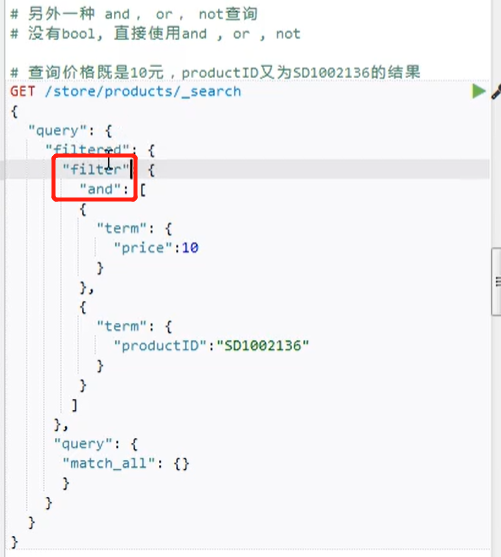 # 另外一种 and ， or ， not查询
# 没有bool, 直接使用and , or , not
# 查询价格既是10元，productID又为SD1002136的结果
GET /store/products/_search
{
"query": {
"filtered": {
"filter": {
"and": [
{
"term": {
"price":10
}
},
{
"term": {
"productID":"SD1002136"
}
}
]
},
"query": {
"match_all": {}
}
}
}
}